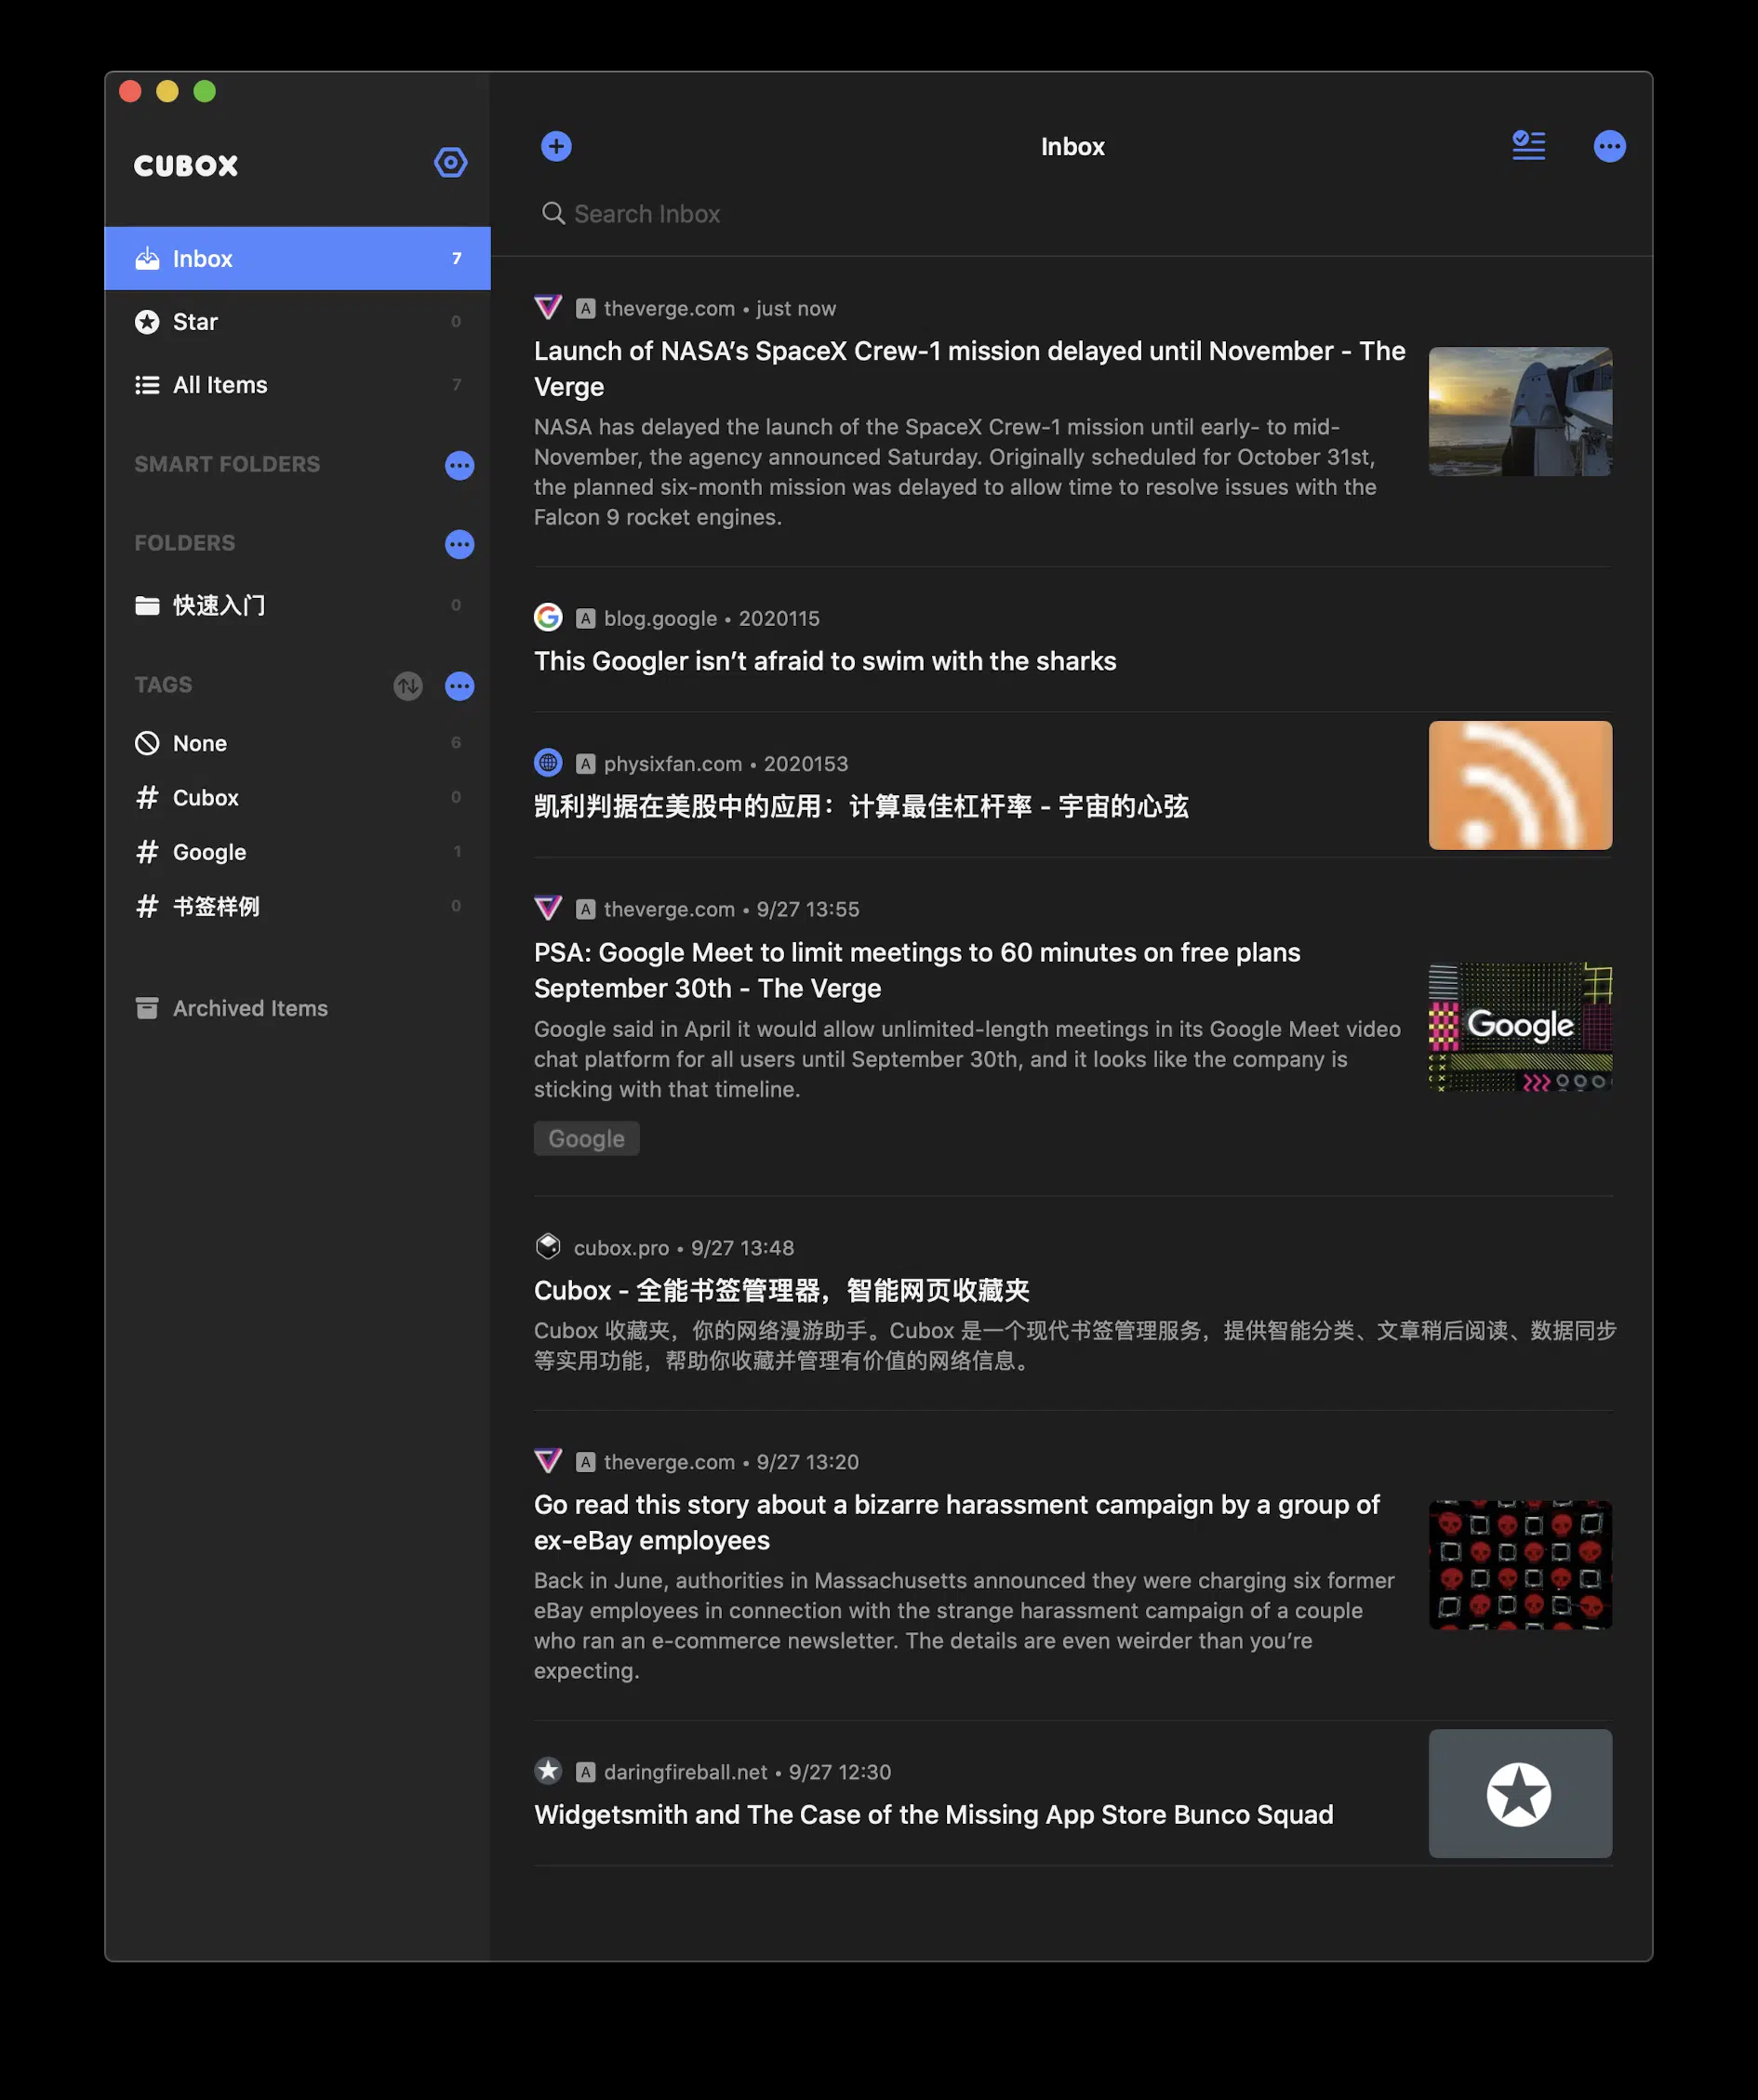 CUBOX
Inbox 7
Star 0
All Items 7
SMART FOLDERS
FOLDERS
快速入门 0
TAGS
None 6
# Cubox 0
# Google 1
# 书签样例 0
Archived Items
Inbox
Search Inbox
A theverge.com • just now
Launch of NASA’s SpaceX Crew-1 mission delayed until November - The
Verge
NASA has delayed the launch of the SpaceX Crew-1 mission until early- to mid-
November, the agency announced Saturday. Originally scheduled for October 31st,
the planned six-month mission was delayed to allow time to resolve issues with the
Falcon 9 rocket engines.
A blog.google • 2020115
This Googler isn’t afraid to swim with the sharks
A physixfan.com • 2020153
凯利判据在美股中的应用：计算最佳杠杆率 - 宇宙的心弦
A theverge.com • 9/27 13:55
PSA: Google Meet to limit meetings to 60 minutes on free plans
September 30th - The Verge
Google said in April it would allow unlimited-length meetings in its Google Meet video
chat platform for all users until September 30th, and it looks like the company is
sticking with that timeline.
Google
Google
cubox.pro • 9/27 13:48
Cubox - 全能书签管理器，智能网页收藏夹
Cubox 收藏夹，你的网络漫游助手。Cubox 是一个现代书签管理服务，提供智能分类、文章稍后阅读、数据同步
等实用功能，帮助你收藏并管理有价值的网络信息。
A theverge.com • 9/27 13:20
Go read this story about a bizarre harassment campaign by a group of
ex-eBay employees
Back in June, authorities in Massachusetts announced they were charging six former
eBay employees in connection with the strange harassment campaign of a couple
who ran an e-commerce newsletter. The details are even weirder than you’re
expecting.
A daringfireball.net • 9/27 12:30
Widgetsmith and The Case of the Missing App Store Bunco Squad